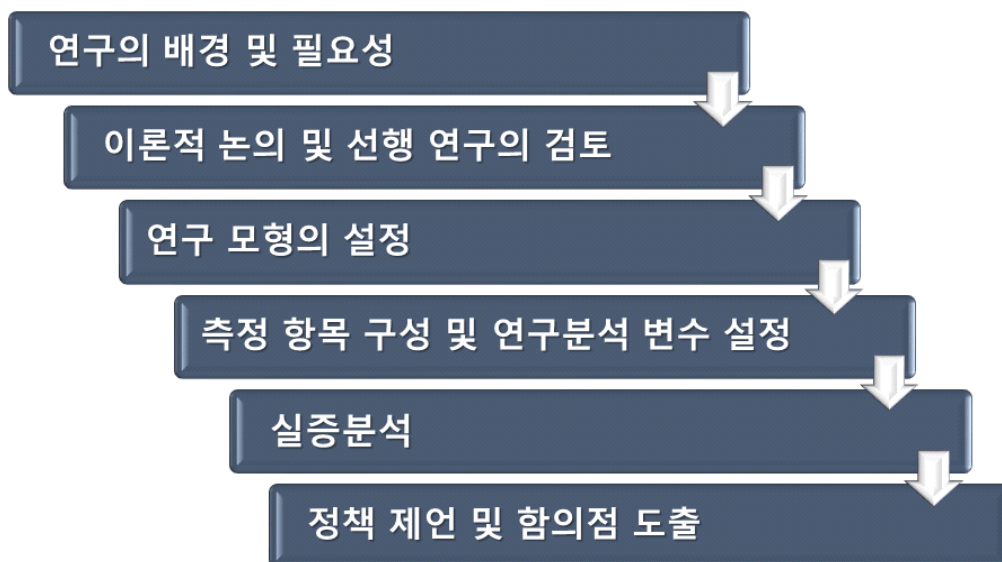 연구의 배경 및 필요성
이론적 논의 및 선행 연구의 검토
연구 모형의 설정
측정 항목 구성 및 연구분석 변수 설정
실증분석
정책 제언 및 함의점 도출